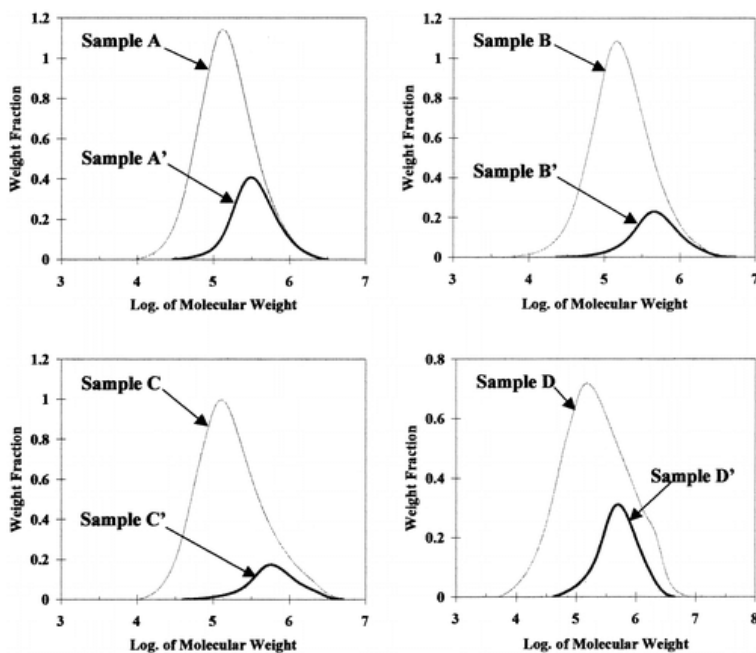 1.2
1
0.8
0.6
0.4
0.2
0
Weight Fraction
Sample A
Sample A'
3 4 5 6 7
Log. of Molecular Weight
1.2
1
0.8
0.6
0.4
0.2
0
Weight Fraction
Sample B
Sample B'
3 4 5 6 7
Log. of Molecular Weight
1.2
1
0.8
0.6
0.4
0.2
0
Weight Fraction
Sample C
Sample C'
3 4 5 6 7
Log. of Molecular Weight
0.8
0.6
0.4
0.2
0
Weight Fraction
Sample D
Sample D'
3 4 5 6 7 8
Log. of Molecular Weight